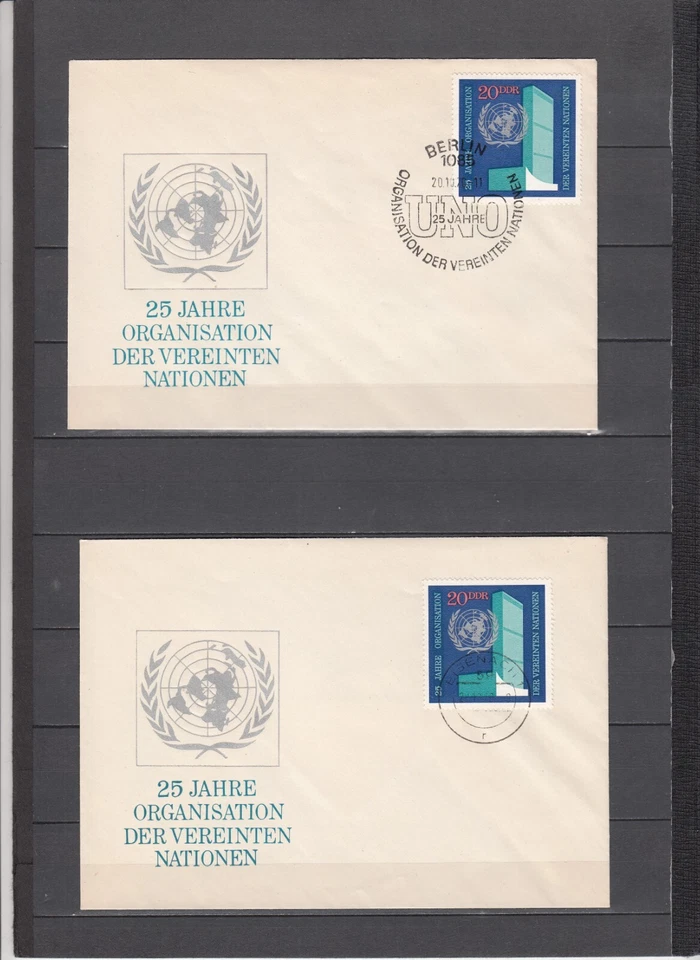 20 DDR
25 JAHRE ORGANISATION
DER VEREINTEN NATIONEN
BERLIN
UNO
25 JAHRE
ORGANISATION DER VEREINTEN NATIONEN
25 JAHRE
ORGANISATION
DER VEREINTEN
NATIONEN
20 DDR
25 JAHRE ORGANISATION
DER VEREINTEN NATIONEN
r
25 JAHRE
ORGANISATION
DER VEREINTEN
NATIONEN